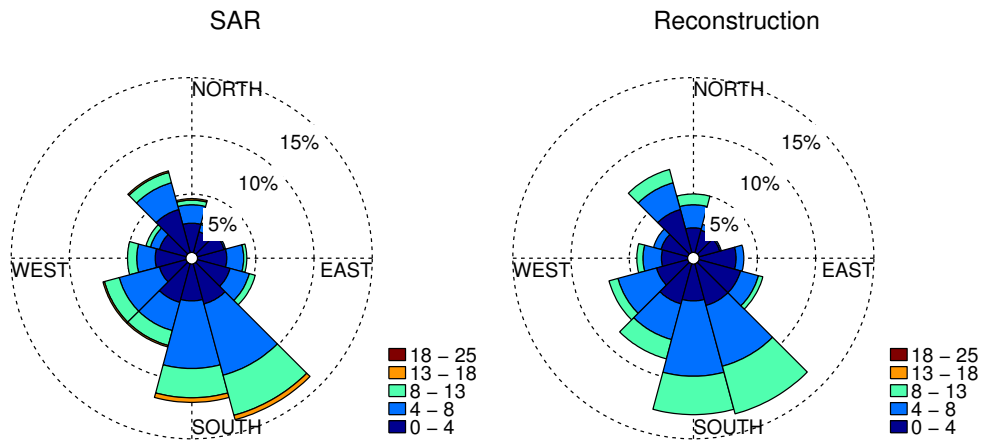 SAR
NORTH
15%
10%
5%
WEST
EAST
SOUTH
18 – 25
13 – 18
8 – 13
4 – 8
0 – 4
Reconstruction
NORTH
15%
10%
5%
WEST
EAST
SOUTH
18 – 25
13 – 18
8 – 13
4 – 8
0 – 4